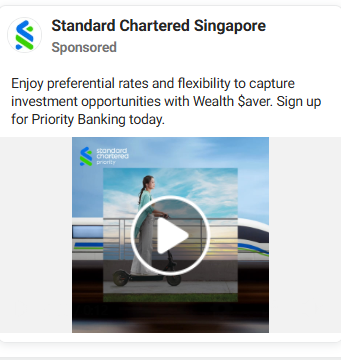 Standard Chartered Singapore
Sponsored
Enjoy preferential rates and flexibility to capture
investment opportunities with Wealth $aver. Sign up
for Priority Banking today.
standard
chartered
priority